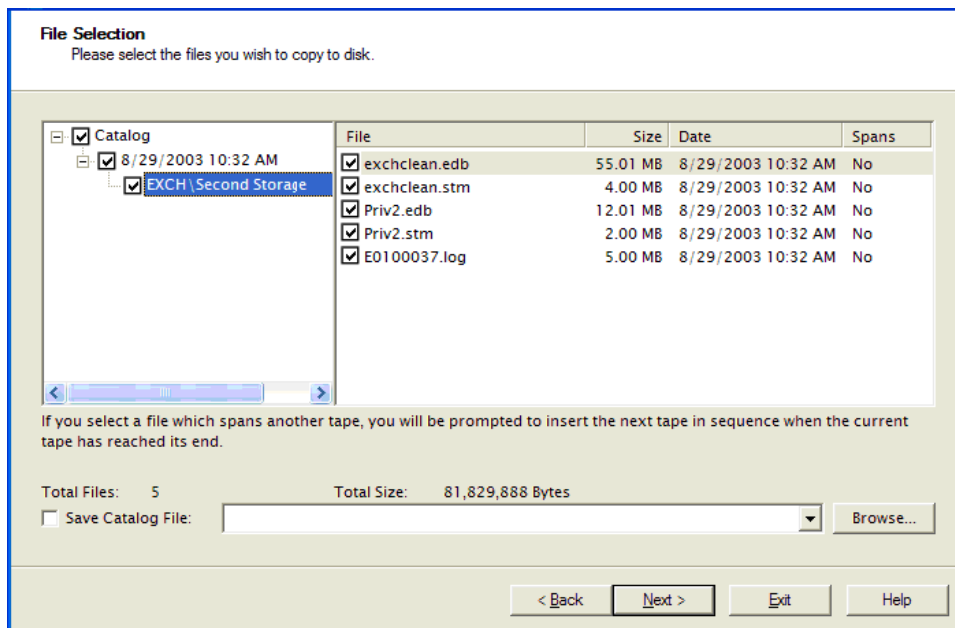 File Selection
Please select the files you wish to copy to disk.
Catalog
8/29/2003 10:32 AM
EXCH\Second Storage
File Size Date Spans
exchclean.edb 55.01 MB 8/29/2003 10:32 AM No
exchclean.stm 4.00 MB 8/29/2003 10:32 AM No
Priv2.edb 12.01 MB 8/29/2003 10:32 AM No
Priv2.stm 2.00 MB 8/29/2003 10:32 AM No
E0100037.log 5.00 MB 8/29/2003 10:32 AM No
If you select a file which spans another tape, you will be prompted to insert the next tape in sequence when the current
tape has reached its end.
Total Files: 5 Total Size: 81,829,888 Bytes
Save Catalog File: Browse...
< Back Next > Exit Help